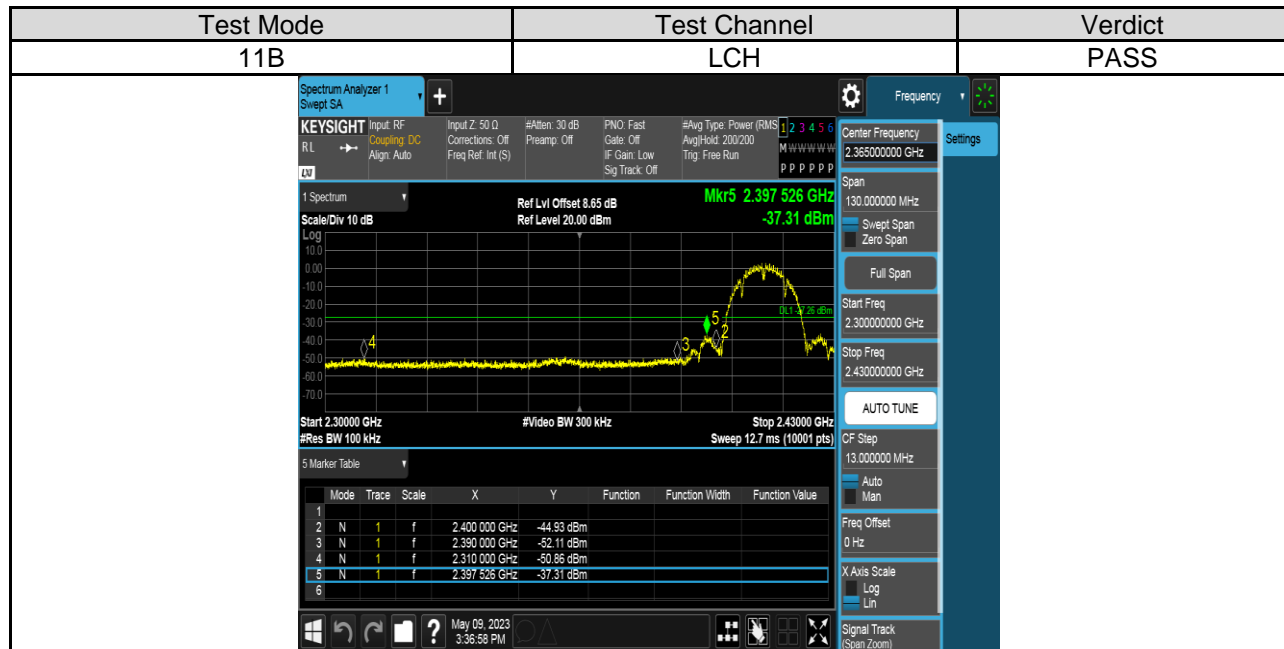 Test Mode Test Channel Verdict
11B LCH PASS
Spectrum Analyzer 1
Swept SA
+
Frequency
KEYSIGHT
RL
LXI
Input: RF
Coupling: DC
Align: Auto
Input Z: 50 Ω
Corrections: Off
Freq Ref: Int (S)
#Atten: 30 dB
Preamp: Off
PNO: Fast
Gate: Off
IF Gain: Low
Sig Track: Off
#Avg Type: Power (RMS
Avg|Hold: 200/200
Trig: Free Run
1 2 3 4 5 6
M W W W W W
P P P P P P
1 Spectrum
Scale/Div 10 dB
Ref Lvl Offset 8.65 dB
Ref Level 20.00 dBm
Mkr5 2.397 526 GHz
-37.31 dBm
Log
10.0
0.00
-10.0
-20.0
-30.0
-40.0
-50.0
-60.0
-70.0
DL1 -27.26 dBm
4
3
5
2
Start 2.30000 GHz
#Res BW 100 kHz
#Video BW 300 kHz
Stop 2.43000 GHz
Sweep 12.7 ms (10001 pts)
5 Marker Table
Mode Trace Scale X Y Function Function Width Function Value
1
2 N 1 f 2.400 000 GHz -44.93 dBm
3 N 1 f 2.390 000 GHz -52.11 dBm
4 N 1 f 2.310 000 GHz -50.86 dBm
5 N 1 f 2.397 526 GHz -37.31 dBm
6
?
May 09, 2023
3:36:58 PM
Center Frequency
2.365000000 GHz
Settings
Span
130.000000 MHz
Swept Span
Zero Span
Full Span
Start Freq
2.300000000 GHz
Stop Freq
2.430000000 GHz
AUTO TUNE
CF Step
13.000000 MHz
Auto
Man
Freq Offset
0 Hz
X Axis Scale
Log
Lin
Signal Track
(Span Zoom)